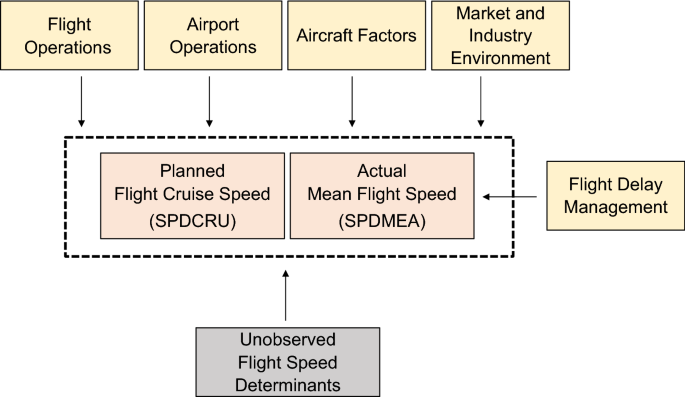 Flight
Operations
Airport
Operations
Aircraft Factors
Market and
Industry
Environment
Planned
Flight Cruise Speed
(SPDCRU)
Actual
Mean Flight Speed
(SPDMEA)
Flight Delay
Management
Unobserved
Flight Speed
Determinants